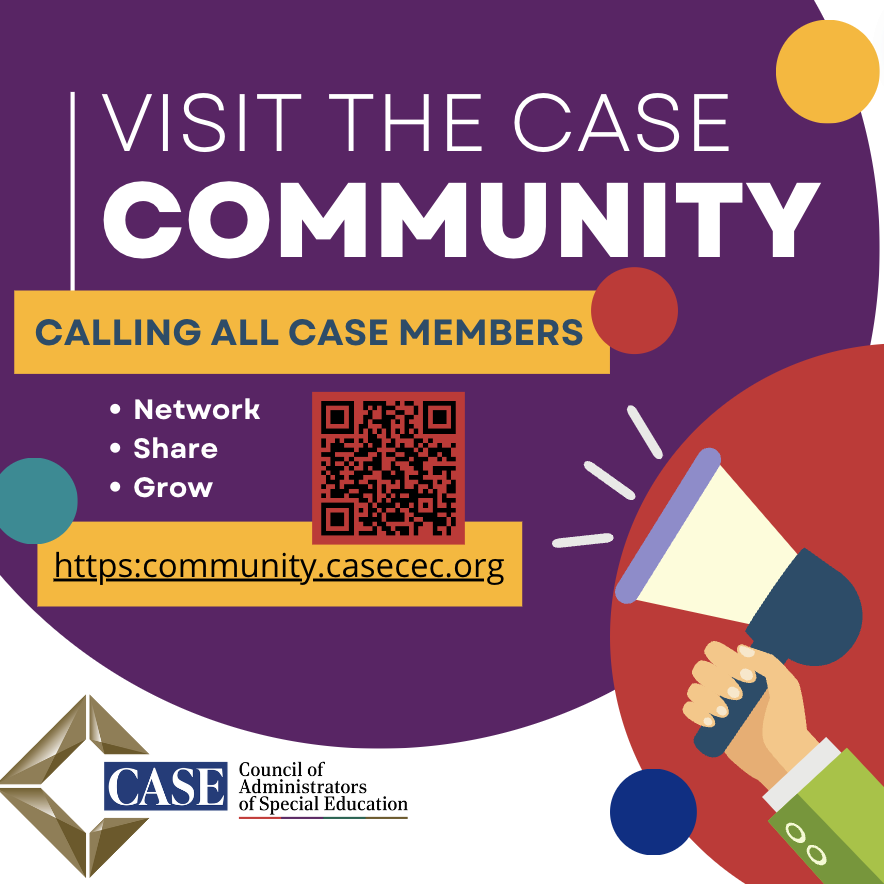 VISIT THE CASE
COMMUNITY
CALLING ALL CASE MEMBERS
• Network
• Share
• Grow
https:community.casecec.org
CASE
Council of
Administrators
of Special Education